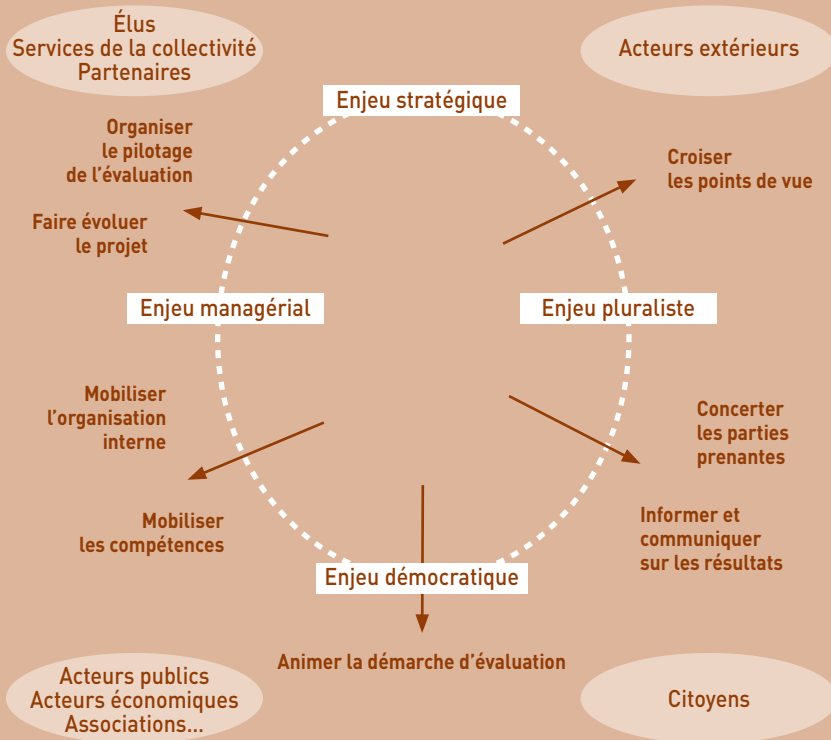 Élus
Services de la collectivité
Partenaires
Acteurs extérieurs
Enjeu stratégique
Organiser
le pilotage
de l’évaluation
Croiser
les points de vue
Faire évoluer
le projet
Enjeu managérial
Enjeu pluraliste
Mobiliser
l’organisation
interne
Concerter
les parties
prenantes
Mobiliser
les compétences
Informer et
communiquer
sur les résultats
Enjeu démocratique
Animer la démarche d’évaluation
Acteurs publics
Acteurs économiques
Associations...
Citoyens